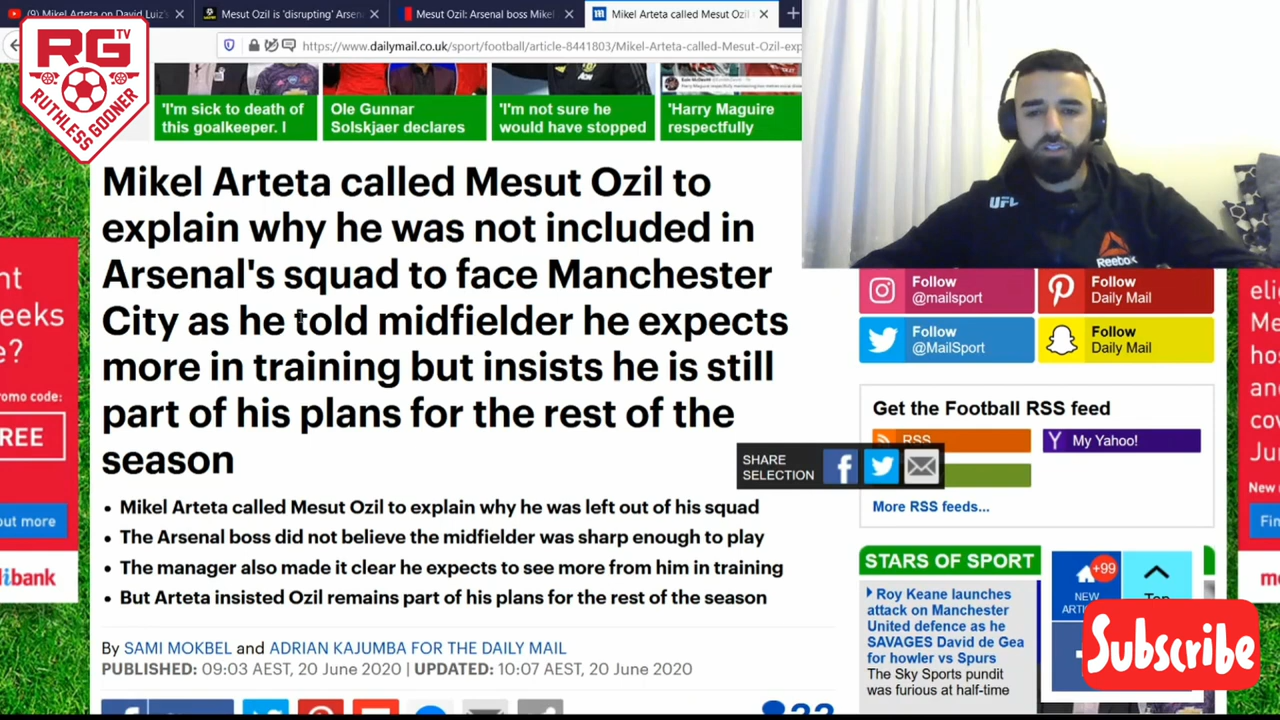 (9) Mikel Arteta on David Luiz's
Mesut Ozil is 'disrupting' Arsen
Mesut Ozil: Arsenal boss Mikel
Mikel Arteta called Mesut Ozil
https://www.dailymail.co.uk/sport/football/article-8441803/Mikel-Arteta-called-Mesut-Ozil-exp
RG TV
RUTHLESS GOONER
'I'm sick to death of
this goalkeeper. I
Ole Gunnar
Solskjaer declares
'I'm not sure he
would have stopped
'Harry Maguire
respectfully
Mikel Arteta called Mesut Ozil to
explain why he was not included in
Arsenal's squad to face Manchester
City as he told midfielder he expects
more in training but insists he is still
part of his plans for the rest of the
season
SHARE
SELECTION
• Mikel Arteta called Mesut Ozil to explain why he was left out of his squad
• The Arsenal boss did not believe the midfielder was sharp enough to play
• The manager also made it clear he expects to see more from him in training
• But Arteta insisted Ozil remains part of his plans for the rest of the season
By SAMI MOKBEL and ADRIAN KAJUMBA FOR THE DAILY MAIL
PUBLISHED: 09:03 AEST, 20 June 2020 | UPDATED: 10:07 AEST, 20 June 2020
UFC
Reebok
Follow
@mailsport
Follow
Daily Mail
Follow
@MailSport
Follow
Daily Mail
Get the Football RSS feed
RSS
My Yahoo!
More RSS feeds...
STARS OF SPORT
Roy Keane launches
attack on Manchester
United defence as he
SAVAGES David de Gea
for howler vs Spurs
The Sky Sports pundit
was furious at half-time
+99
NEW
Top
Subscribe
nt
eeks
e?
romo code:
REE
out more
libank